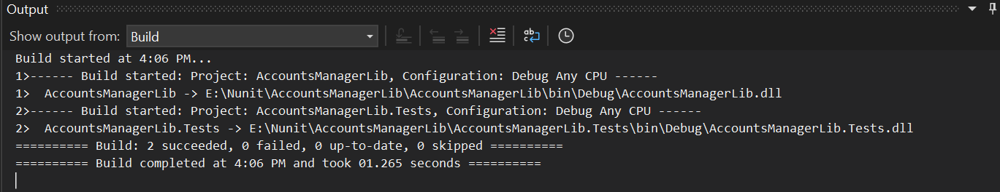 Output
Show output from: Build
Build started at 4:06 PM...
1>------ Build started: Project: AccountsManagerLib, Configuration: Debug Any CPU ------
1>  AccountsManagerLib -> E:\Nunit\AccountsManagerLib\AccountsManagerLib\bin\Debug\AccountsManagerLib.dll
2>------ Build started: Project: AccountsManagerLib.Tests, Configuration: Debug Any CPU ------
2>  AccountsManagerLib.Tests -> E:\Nunit\AccountsManagerLib\AccountsManagerLib.Tests\bin\Debug\AccountsManagerLib.Tests.dll
========== Build: 2 succeeded, 0 failed, 0 up-to-date, 0 skipped ==========
========== Build completed at 4:06 PM and took 01.265 seconds ==========